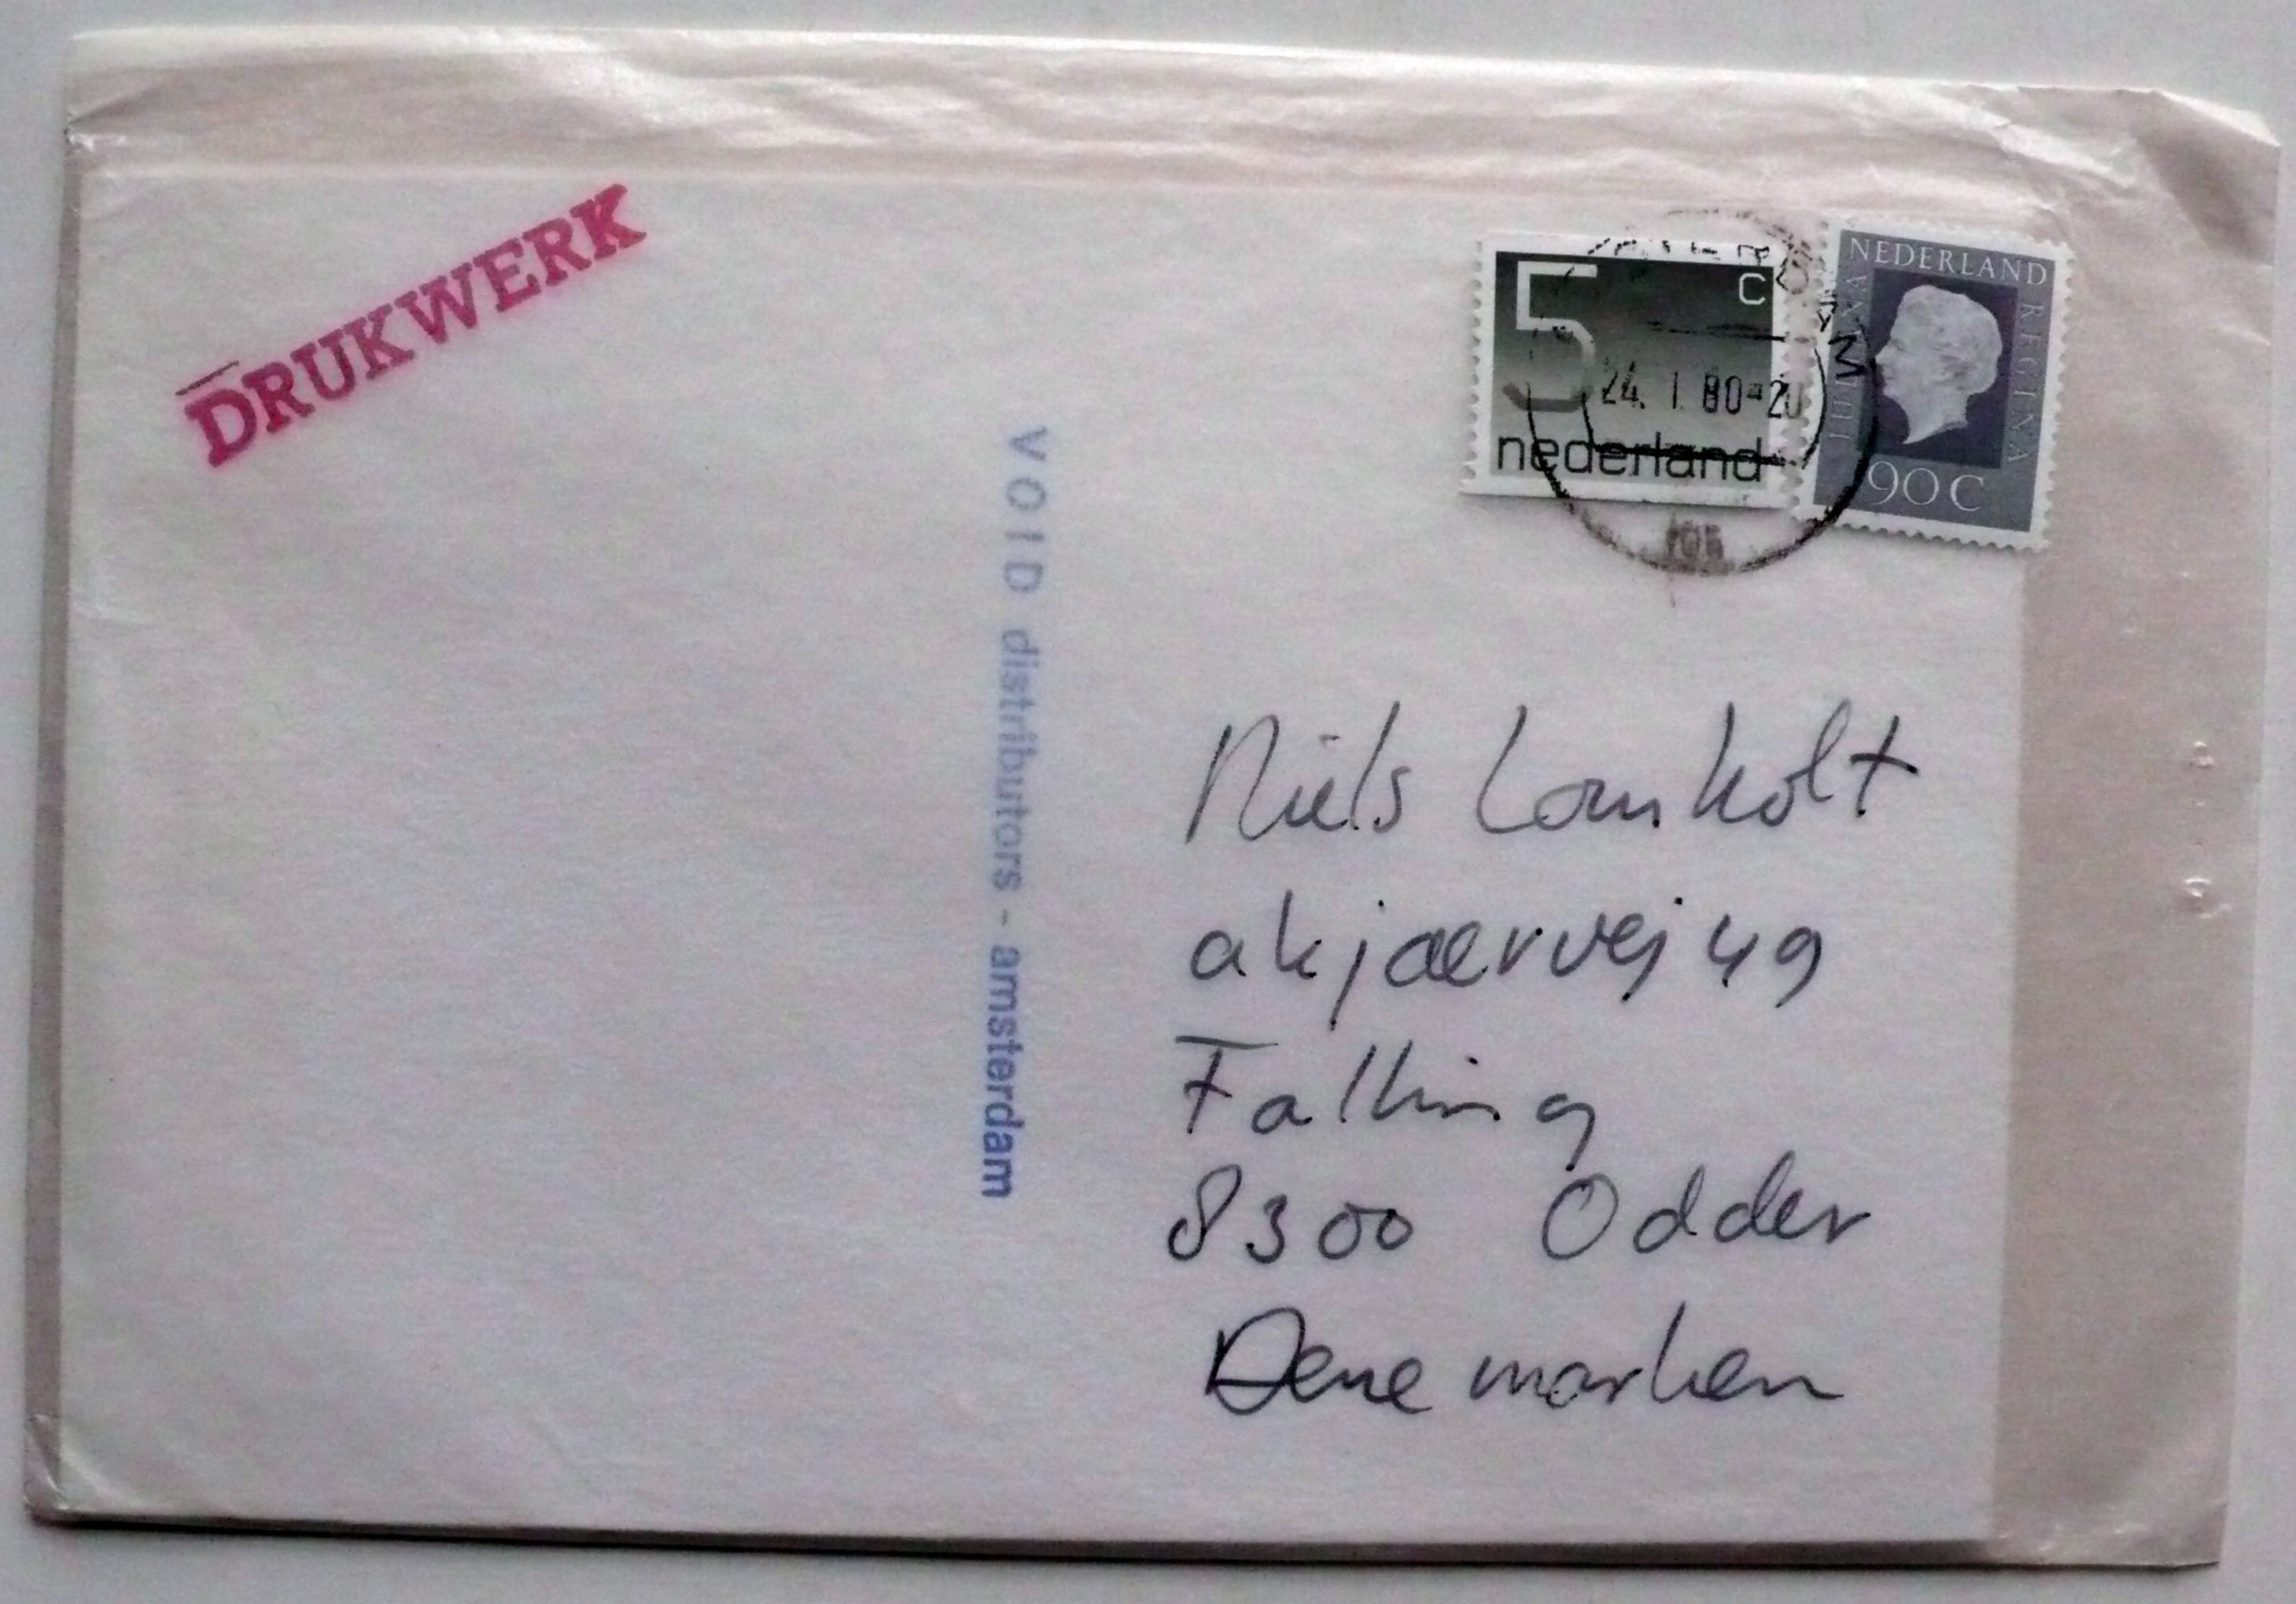 DRUKWERK
5 c
nederland
NEDERLAND
JULIANA
REGINA
90 C
24. 1. 80-20
VOID distributors - amsterdam
Niels Lomholt
akjaervej 49
Falling
8300 Odder
Denemarken